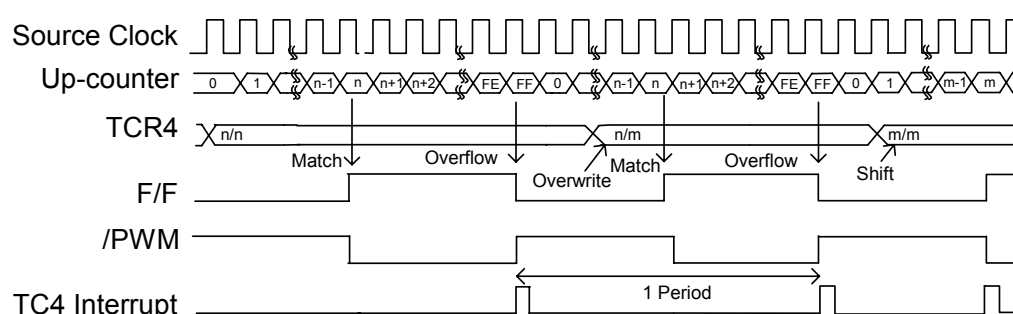 Source Clock
Up-counter
0 1 n-1 n n+1 n+2 FE FF 0 n-1 n n+1 n+2 FE FF 0 1 m-1 m
TCR4
n/n n/m m/m
Match Overflow Overwrite Match Overflow Shift
F/F
/PWM
1 Period
TC4 Interrupt